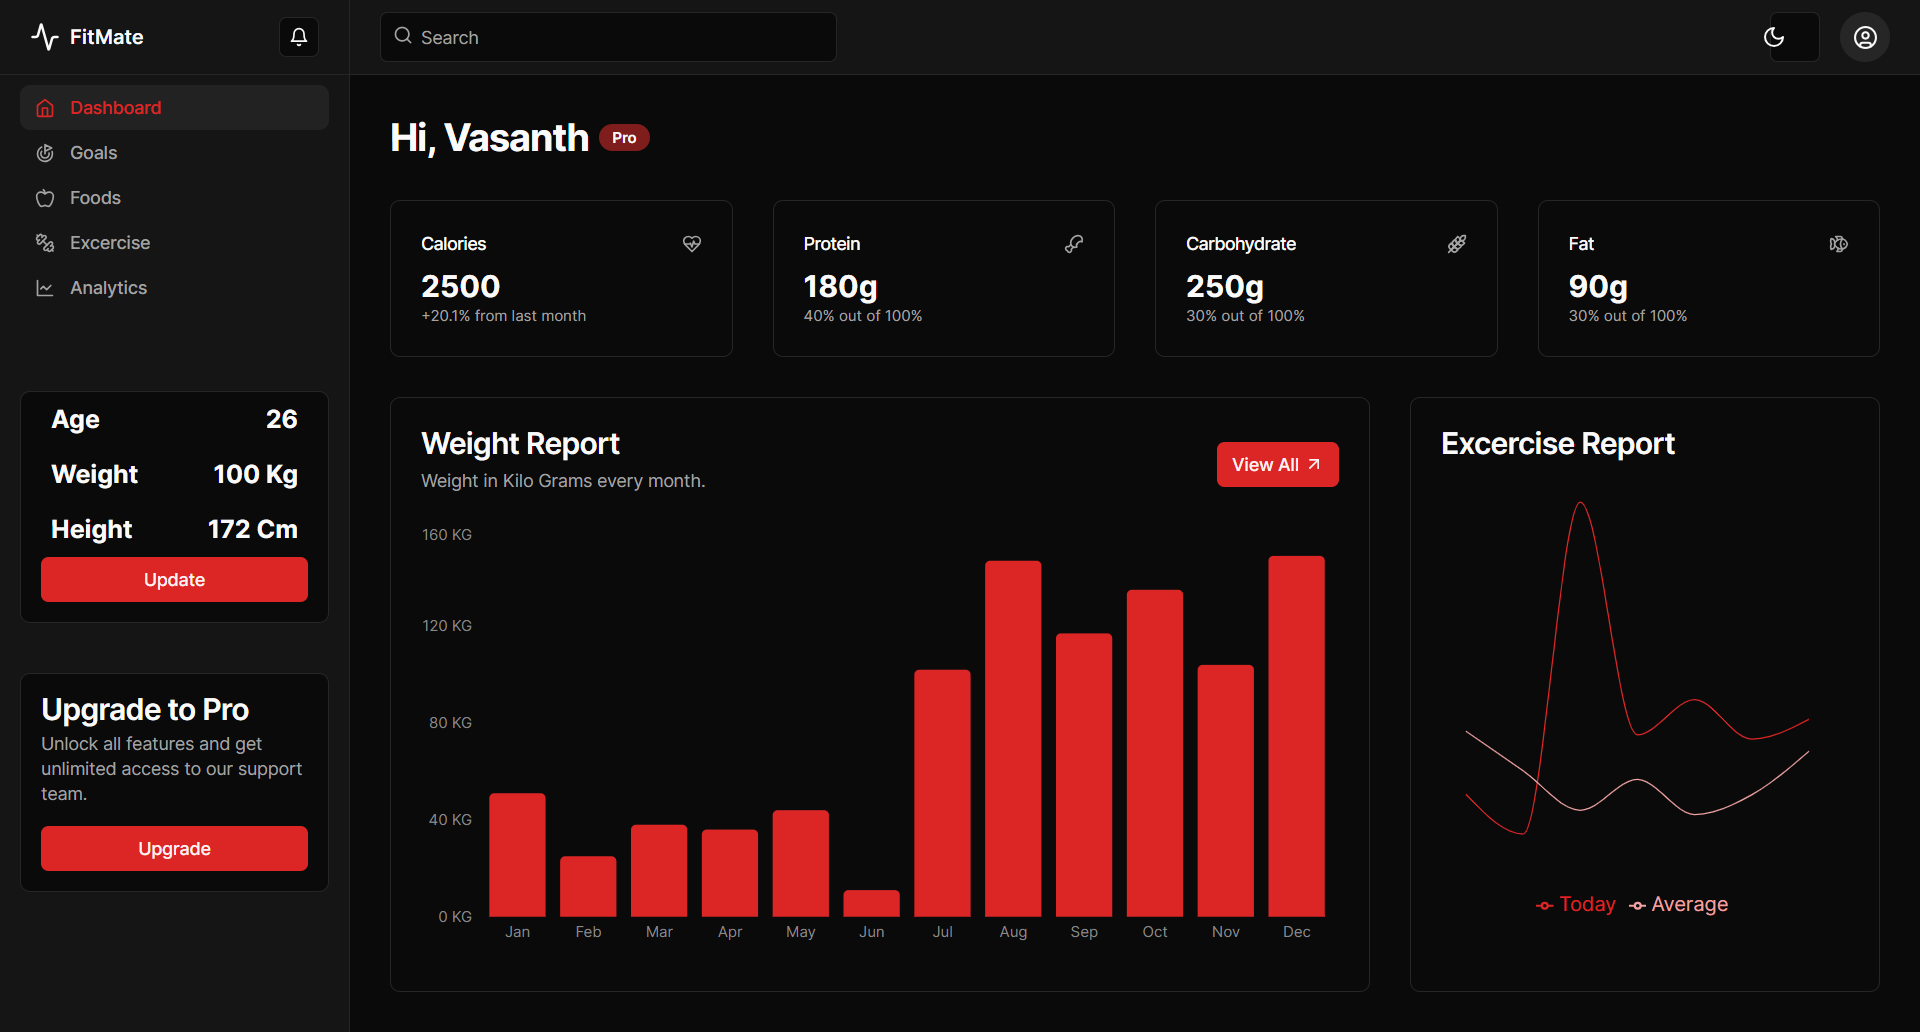 FitMate
Search
Dashboard
Goals
Foods
Excercise
Analytics
Age 26
Weight 100 Kg
Height 172 Cm
Update
Upgrade to Pro
Unlock all features and get
unlimited access to our support
team.
Upgrade
Hi, Vasanth Pro
Calories
2500
+20.1% from last month
Protein
180g
40% out of 100%
Carbohydrate
250g
30% out of 100%
Fat
90g
30% out of 100%
Weight Report
Weight in Kilo Grams every month.
View All
160 KG
120 KG
80 KG
40 KG
0 KG
Jan Feb Mar Apr May Jun Jul Aug Sep Oct Nov Dec
Excercise Report
Today Average